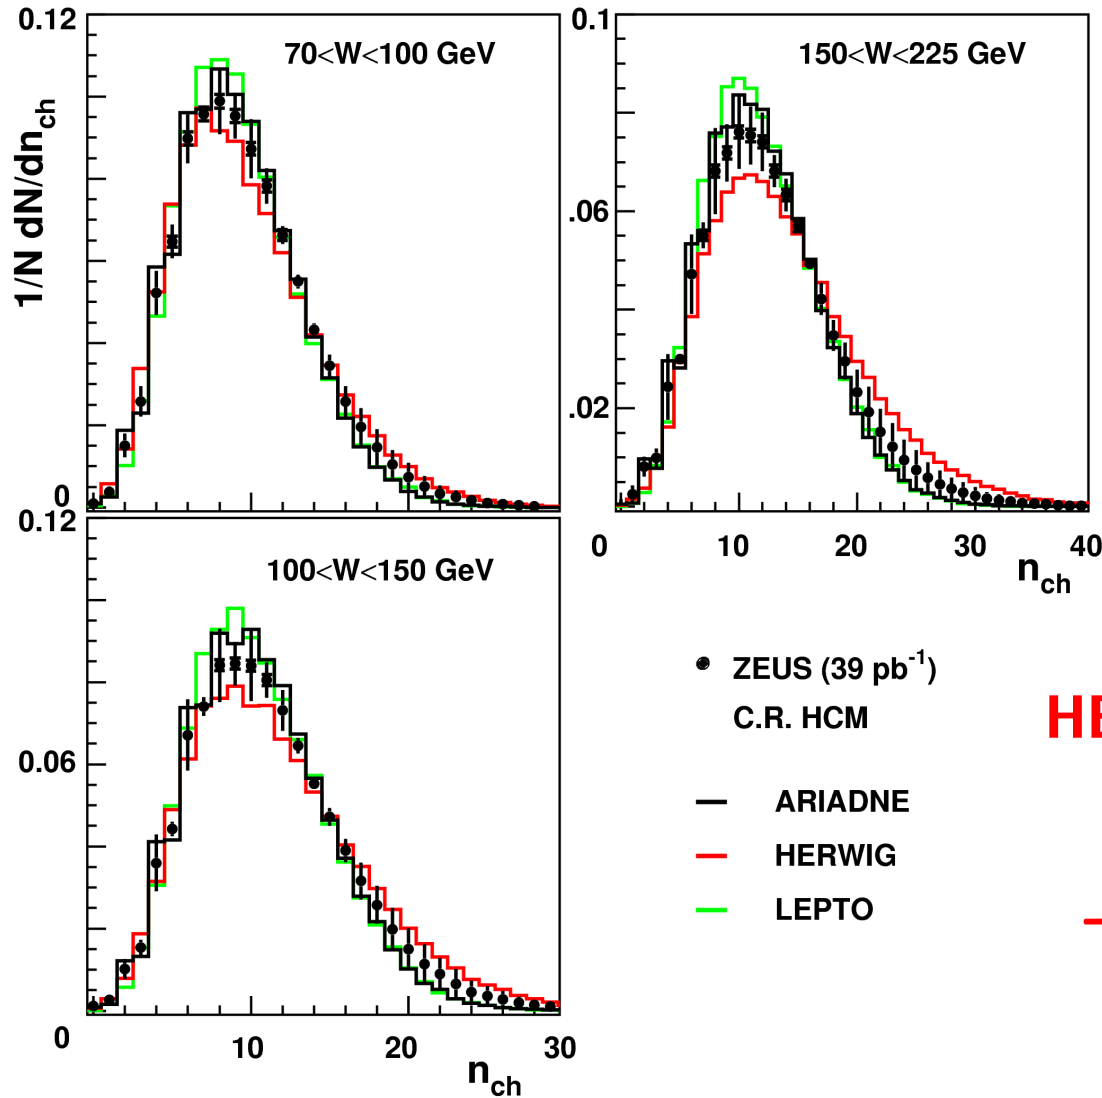 0.12
70<W<100 GeV
1/N dN/dn_ch
0
0.1
150<W<225 GeV
.06
.02
0 10 20 30 40
n_ch
0.12
100<W<150 GeV
0.06
0
10 20 30
n_ch
ZEUS (39 pb⁻¹)
C.R. HCM
ARIADNE
HERWIG
LEPTO